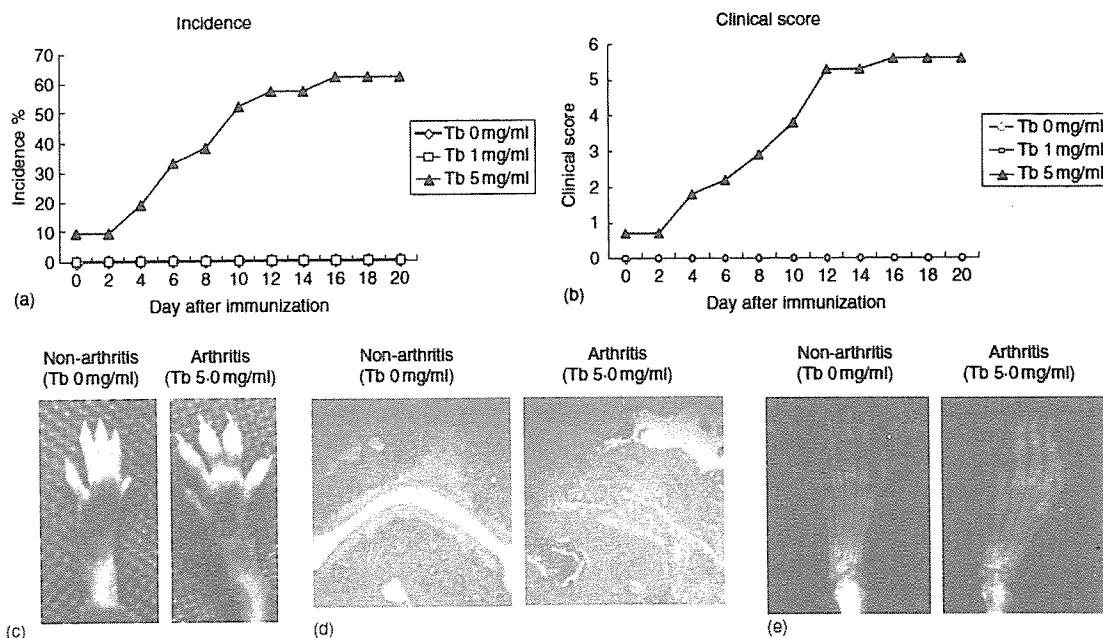 Incidence
70
60
50
40
30
20
10
0
Incidence %
0 2 4 6 8 10 12 14 16 18 20
Day after immunization
(a)
Tb 0 mg/ml
Tb 1 mg/ml
Tb 5 mg/ml
Clinical score
6
5
4
3
2
1
0
Clinical score
0 2 4 6 8 10 12 14 16 18 20
Day after immunization
(b)
Tb 0 mg/ml
Tb 1 mg/ml
Tb 5 mg/ml
Non-arthritis
(Tb 0 mg/ml)
Arthritis
(Tb 5·0 mg/ml)
(c)
Non-arthritis
(Tb 0 mg/ml)
Arthritis
(Tb 5·0 mg/ml)
(d)
Non-arthritis
(Tb 0 mg/ml)
Arthritis
(Tb 5·0 mg/ml)
(e)